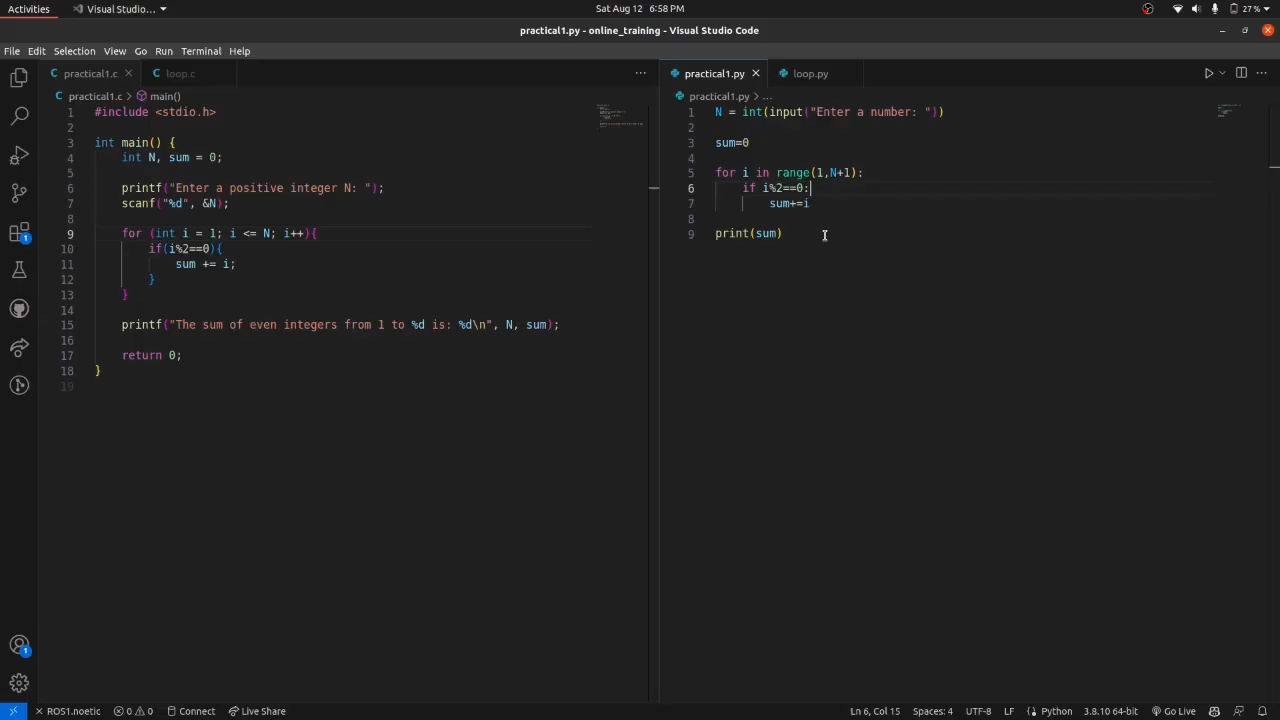 Activities Visual Studio... Sat Aug 12 6:58 PM 27 %
practical1.py - online_training - Visual Studio Code
File Edit Selection View Go Run Terminal Help
practical1.c loop.c
practical1.c > main()
1 #include <stdio.h>
2
3 int main() {
4 int N, sum = 0;
5
6 printf("Enter a positive integer N: ");
7 scanf("%d", &N);
8
9 for (int i = 1; i <= N; i++){
10 if(i%2==0){
11 sum += i;
12 }
13 }
14
15 printf("The sum of even integers from 1 to %d is: %d\n", N, sum);
16
17 return 0;
18 }
19
practical1.py loop.py
practical1.py > ...
1 N = int(input("Enter a number: "))
2
3 sum=0
4
5 for i in range(1,N+1):
6 if i%2==0:
7 sum+=i
8
9 print(sum)
1
1
ROS1.noetic 0 0 Connect Live Share Ln 6, Col 15 Spaces: 4 UTF-8 LF Python 3.8.10 64-bit Go Live